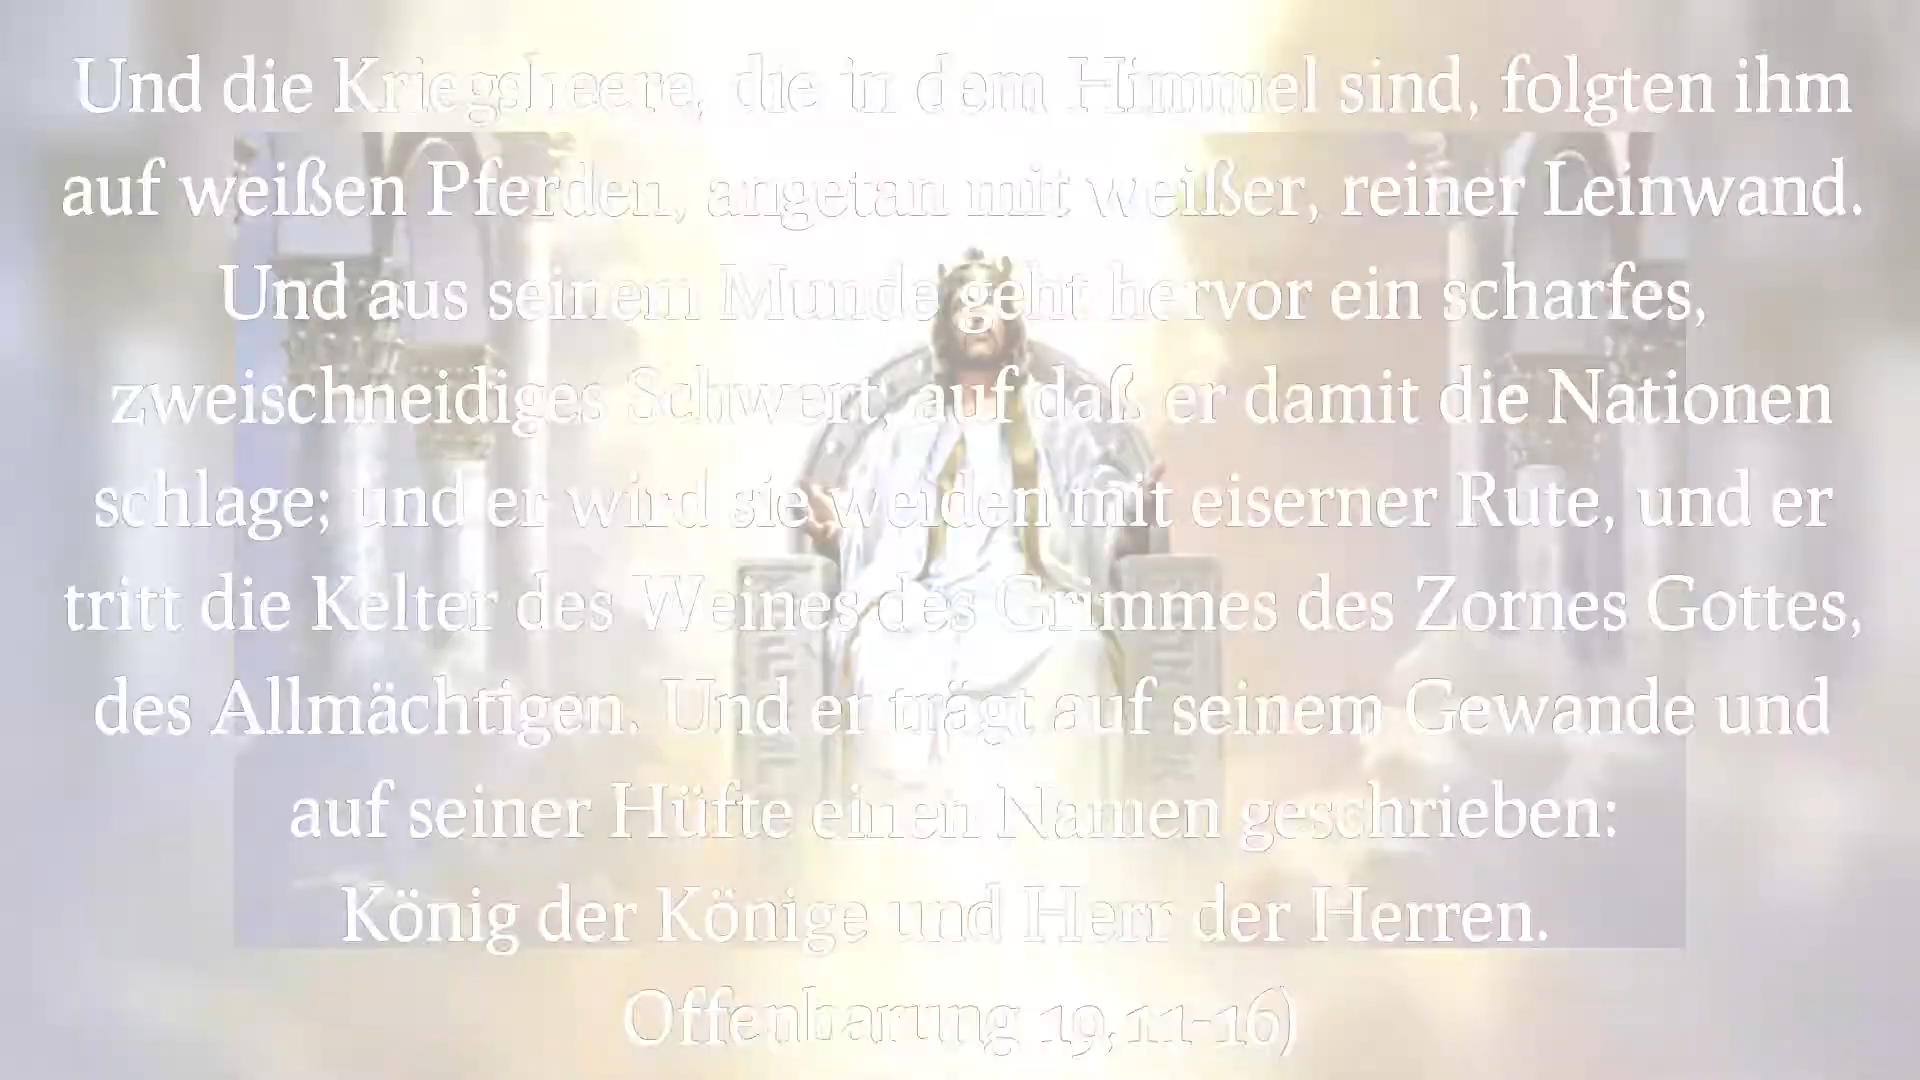 Und die Kriegsheere, die in dem Himmel sind, folgten ihm
auf weißen Pferden, angetan mit weißer, reiner Leinwand.
Und aus seinem Munde geht hervor ein scharfes,
zweischneidiges Schwert, auf daß er damit die Nationen
schlage; und er wird sie weiden mit eiserner Rute, und er
tritt die Kelter des Weines des Grimmes des Zornes Gottes,
des Allmächtigen. Und er trägt auf seinem Gewande und
auf seiner Hüfte einen Namen geschrieben:
König der Könige und Herr der Herren.
Offenbarung 19,11-16)